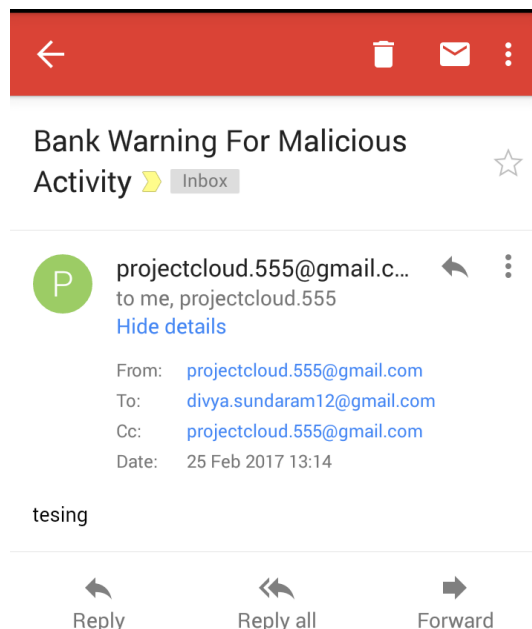 Bank Warning For Malicious
Activity Inbox
P
projectcloud.555@gmail.c...
to me, projectcloud.555
Hide details
From: projectcloud.555@gmail.com
To: divya.sundaram12@gmail.com
Cc: projectcloud.555@gmail.com
Date: 25 Feb 2017 13:14
tesing
Reply Reply all Forward